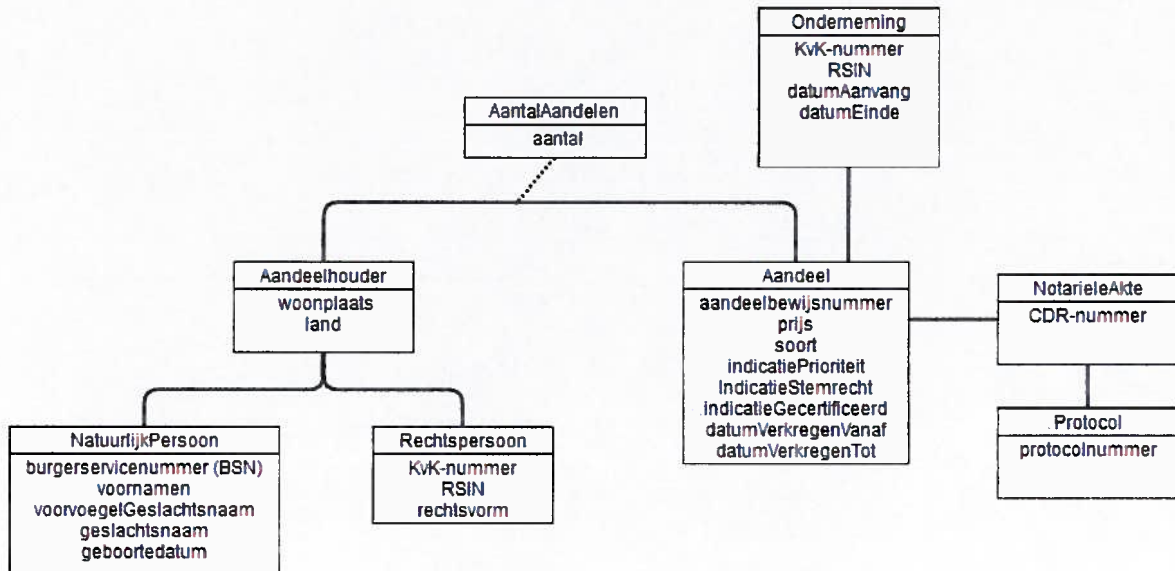 Onderneming
KvK-nummer
RSIN
datumAanvang
datumEinde
AantalAandelen
aantal
Aandeelhouder
woonplaats
land
Aandeel
aandeelbewijsnummer
prijs
soort
indicatiePrioriteit
IndicatieStemrecht
indicatieGecertificeerd
datumVerkregenVanaf
datumVerkregenTot
NotarieleAkte
CDR-nummer
Protocol
protocolnummer
NatuurlijkPersoon
burgerservicenummer (BSN)
voornamen
voorvoegelGeslachtsnaam
geslachtsnaam
geboortedatum
Rechtspersoon
KvK-nummer
RSIN
rechtsvorm